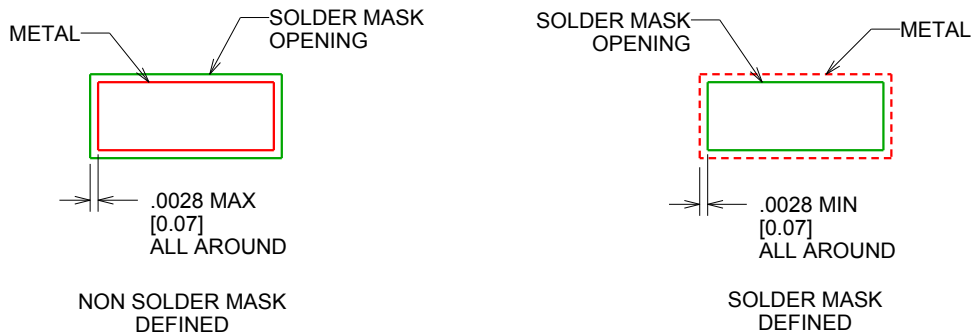 METAL
SOLDER MASK
OPENING
.0028 MAX
[0.07]
ALL AROUND
NON SOLDER MASK
DEFINED
SOLDER MASK
OPENING
METAL
.0028 MIN
[0.07]
ALL AROUND
SOLDER MASK
DEFINED